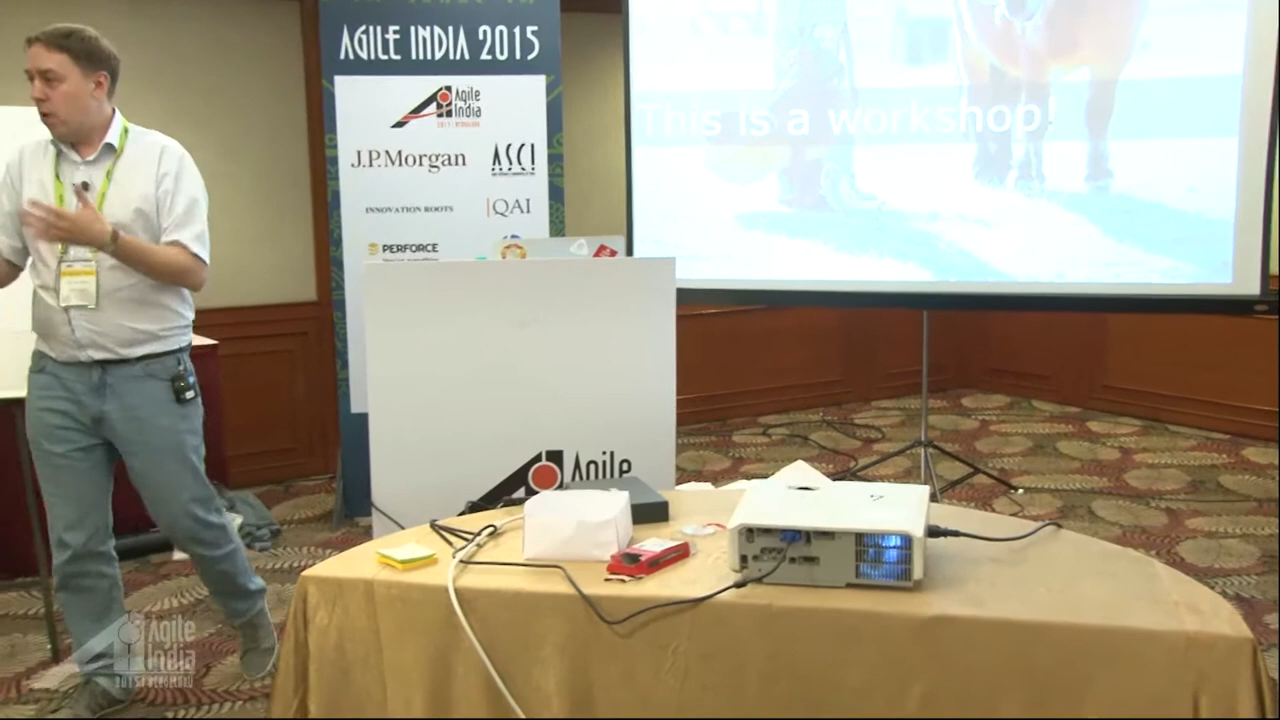 AGILE INDIA 2015
Agile
India
J.P.Morgan
ASCI
INNOVATION ROOTS
QAI
PERFORCE
This is a workshop!
Agile
Agile
India